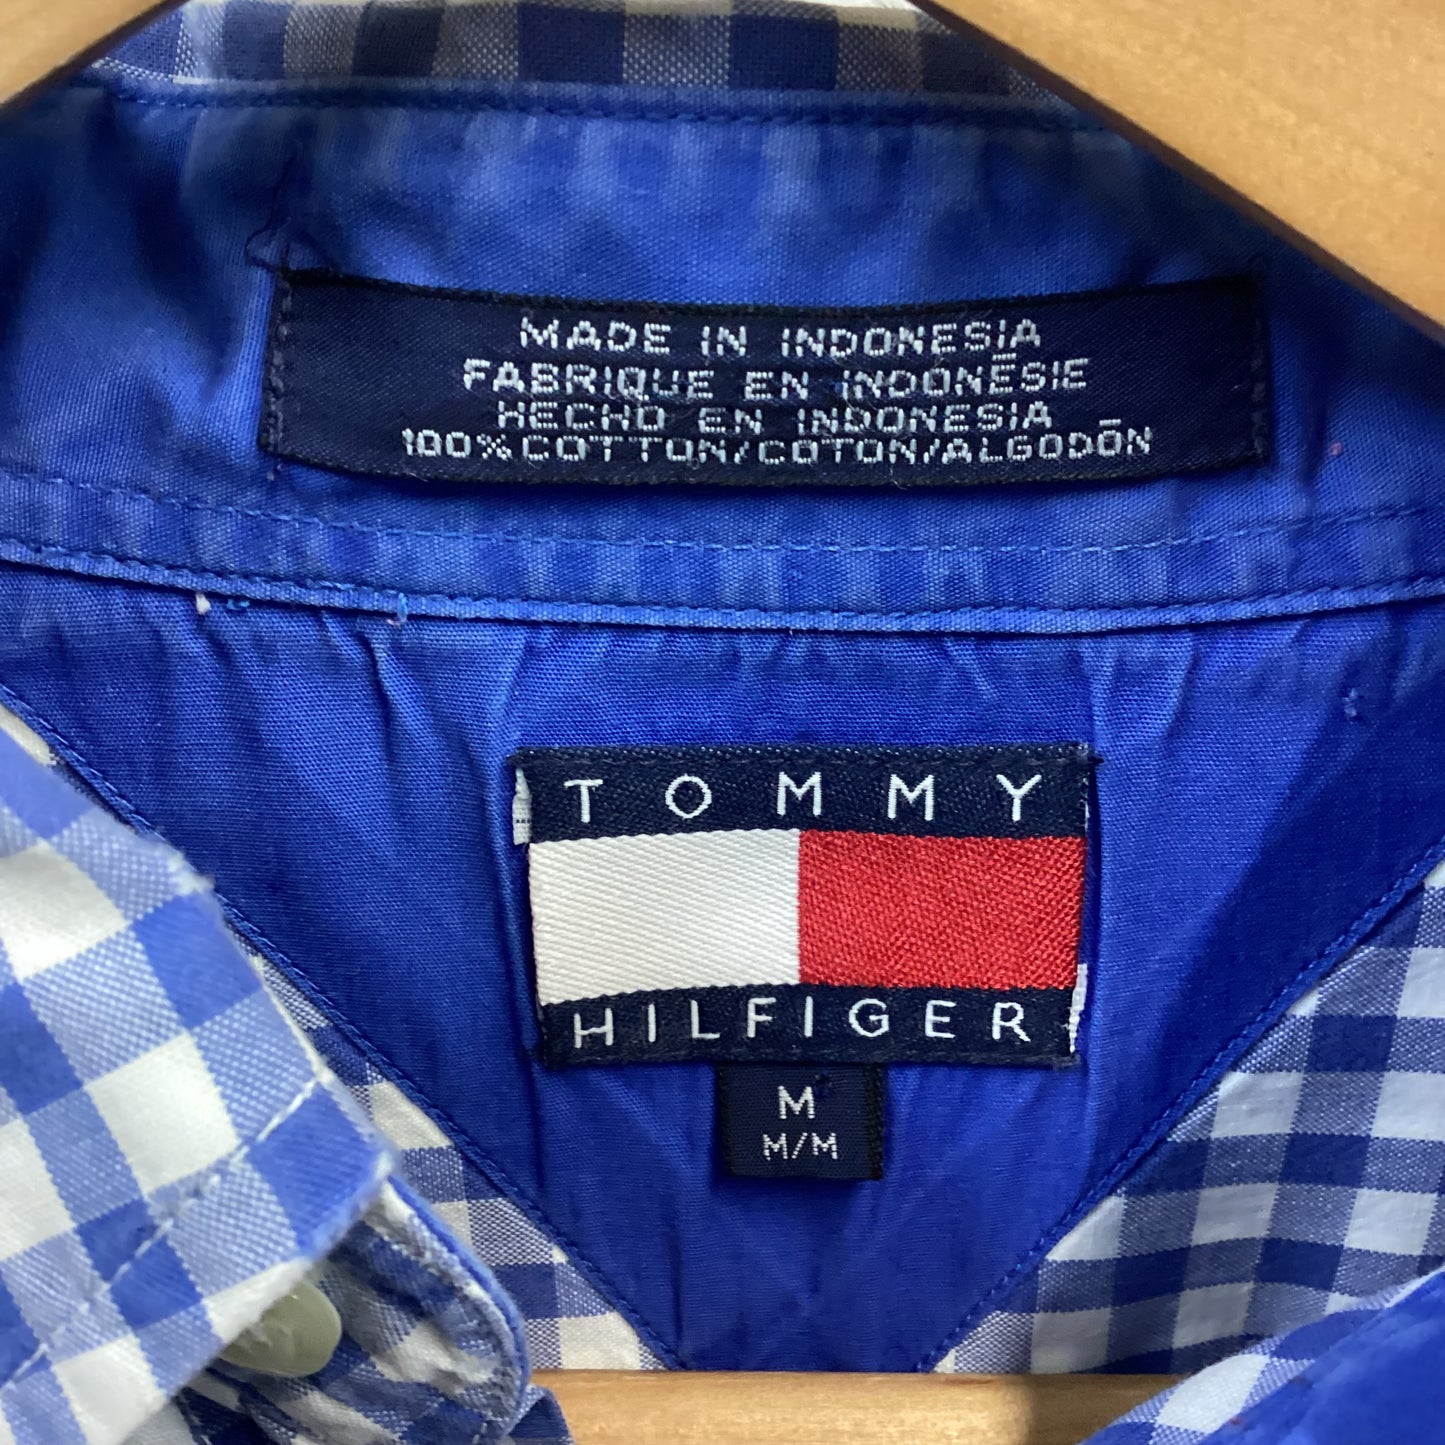 MADE IN INDONESIA
FABRIQUE EN INDONÉSIE
HECHO EN INDONESIA
100% COTTON/COTON/ALGODÓN
TOMMY
HILFIGER
M
M/M